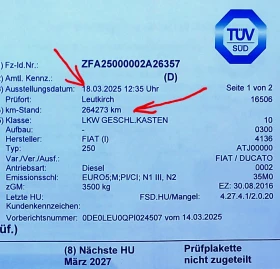 TÜV
SÜD
) Fz-Id.Nr.: ZFA25000002A26357
) Amtl. Kennz.: (D)
) Ausstellungsdatum: 18.03.2025 12:35 Uhr Seite 1 von 2
Prüfort: Leutkirch 16506
) km-Stand: 264273 km
) Klasse: LKW GESCHL.KASTEN 10
Aufbau: - 0300
Hersteller: FIAT (I) 4136
Typ: 250 ATJ00000
Var./Ver./Ausf.: FIAT / DUCATO
Antriebsart: Diesel 0002
Emissionsschl.: EURO5;M;PI/CI; N1 III, N2 35M0
zGM: 3500 kg EZ: 30.08.2016
Letzte HU: FSD.HU/Mangel: 4.27.4.1/2.0.20
Kundenkennzeichen:
Vorberichtsnummer: 0DE0LEU0QPI024507 vom 14.03.2025
üf.)
(8) Nächste HU Prüfplakette
März 2027 nicht zugeteilt